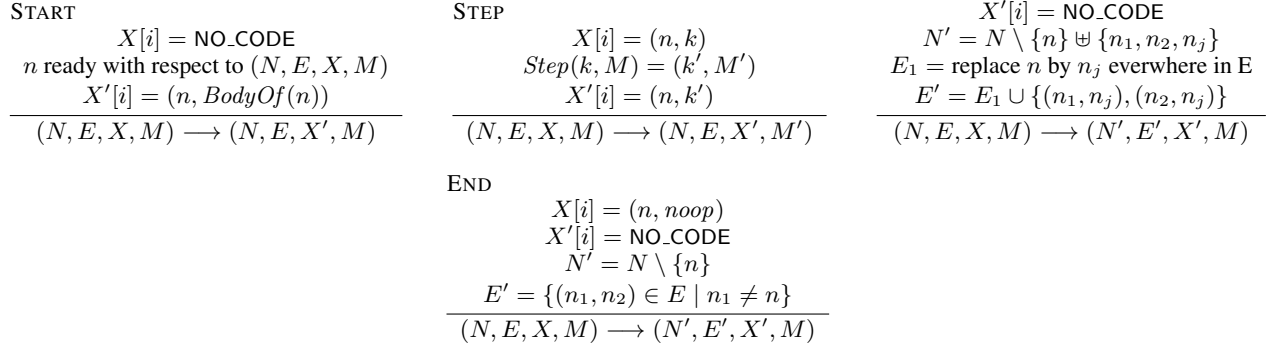 START
X[i] = NO_CODE
n ready with respect to (N, E, X, M)
X′[i] = (n, BodyOf(n))
(N, E, X, M) ⟶ (N, E, X′, M)
STEP
X[i] = (n, k)
Step(k, M) = (k′, M′)
X′[i] = (n, k′)
(N, E, X, M) ⟶ (N, E, X′, M′)
X′[i] = NO_CODE
N′ = N \ {n} ⊎ {n₁, n₂, nⱼ}
E₁ = replace n by nⱼ everwhere in E
E′ = E₁ ∪ {(n₁, nⱼ), (n₂, nⱼ)}
(N, E, X, M) ⟶ (N′, E′, X′, M)
END
X[i] = (n, noop)
X′[i] = NO_CODE
N′ = N \ {n}
E′ = {(n₁, n₂) ∈ E | n₁ ≠ n}
(N, E, X, M) ⟶ (N′, E′, X′, M)